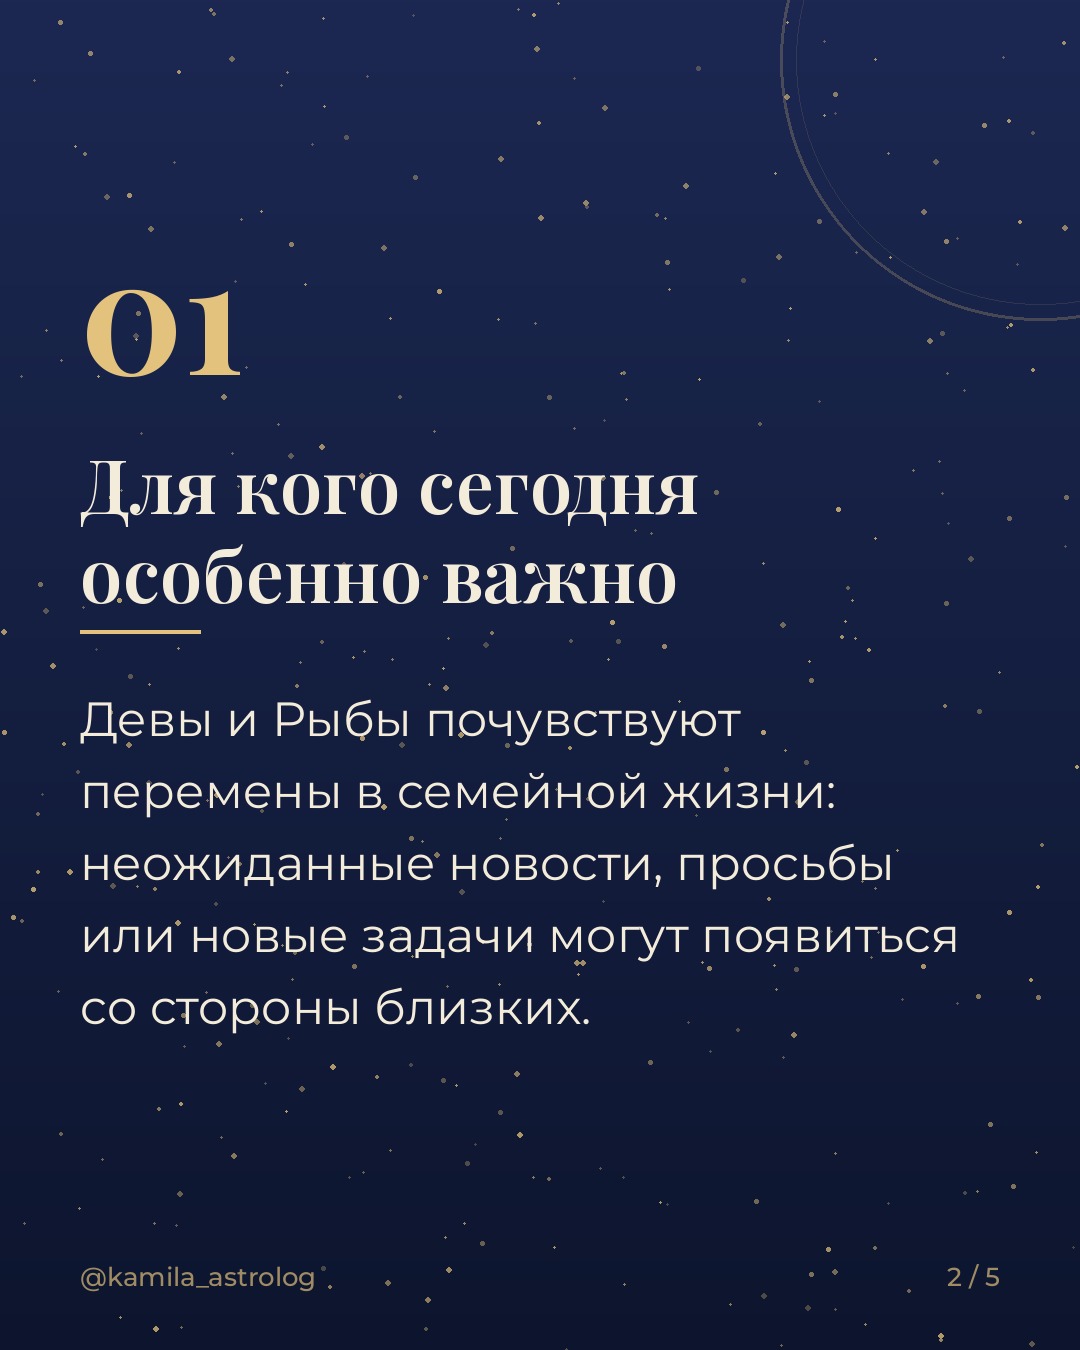 01
Для кого сегодня
особенно важно
Девы и Рыбы почувствуют
перемены в семейной жизни:
неожиданные новости, просьбы
или новые задачи могут появиться
со стороны близких.
@kamila_astrolog
2 / 5